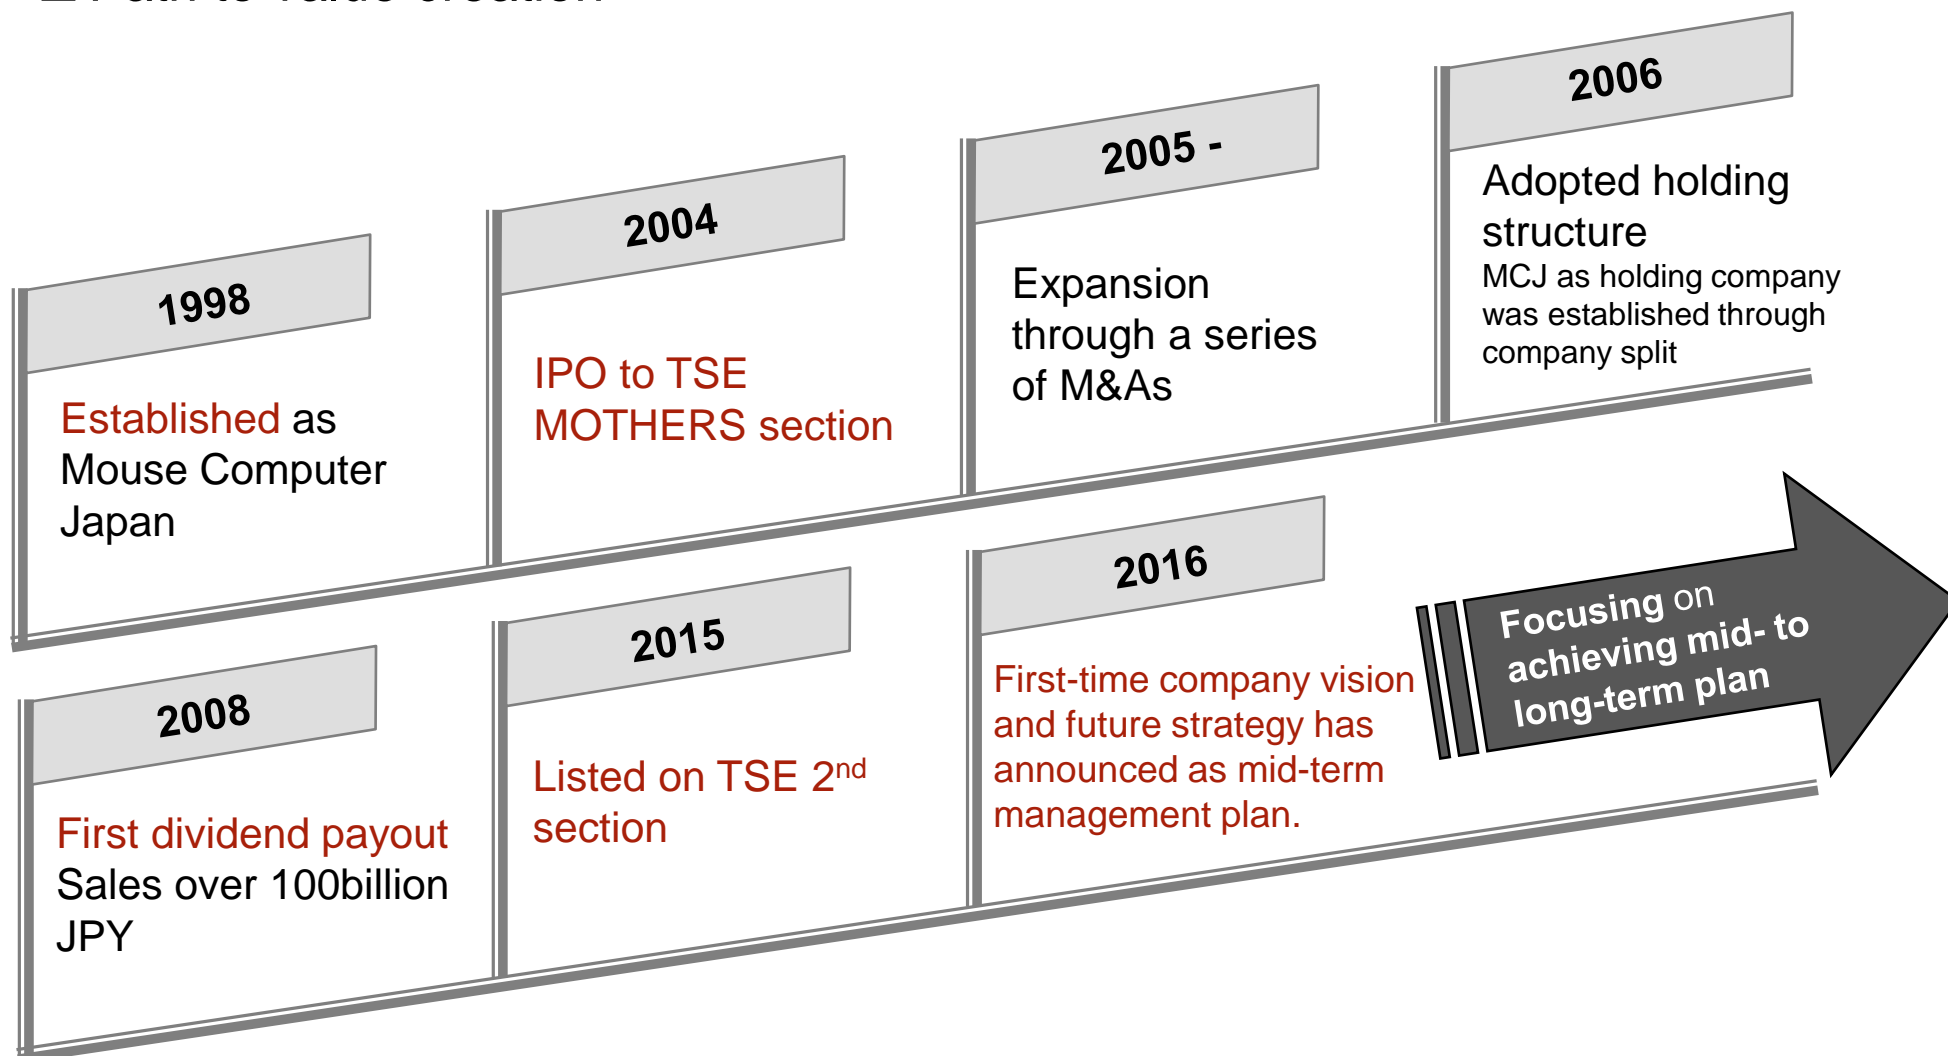 1998
Established as
Mouse Computer
Japan
2004
IPO to TSE
MOTHERS section
2005 -
Expansion
through a series
of M&As
2006
Adopted holding
structure
MCJ as holding company
was established through
company split
2008
First dividend payout
Sales over 100billion
JPY
2015
Listed on TSE 2nd
section
2016
First-time company vision
and future strategy has
announced as mid-term
management plan.
Focusing on
achieving mid- to
long-term plan